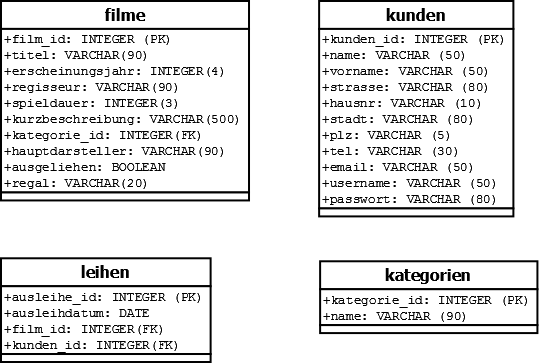 filme
+film_id: INTEGER (PK)
+titel: VARCHAR(90)
+erscheinungsjahr: INTEGER(4)
+regisseur: VARCHAR(90)
+spieldauer: INTEGER(3)
+kurzbeschreibung: VARCHAR(500)
+kategorie_id: INTEGER(FK)
+hauptdarsteller: VARCHAR(90)
+ausgeliehen: BOOLEAN
+regal: VARCHAR(20)
kunden
+kunden_id: INTEGER (PK)
+name: VARCHAR (50)
+vorname: VARCHAR (50)
+strasse: VARCHAR (80)
+hausnr: VARCHAR (10)
+stadt: VARCHAR (80)
+plz: VARCHAR (5)
+tel: VARCHAR (30)
+email: VARCHAR (50)
+username: VARCHAR (50)
+passwort: VARCHAR (80)
leihen
+ausleihe_id: INTEGER (PK)
+ausleihdatum: DATE
+film_id: INTEGER(FK)
+kunden_id: INTEGER(FK)
kategorien
+kategorie_id: INTEGER (PK)
+name: VARCHAR (90)